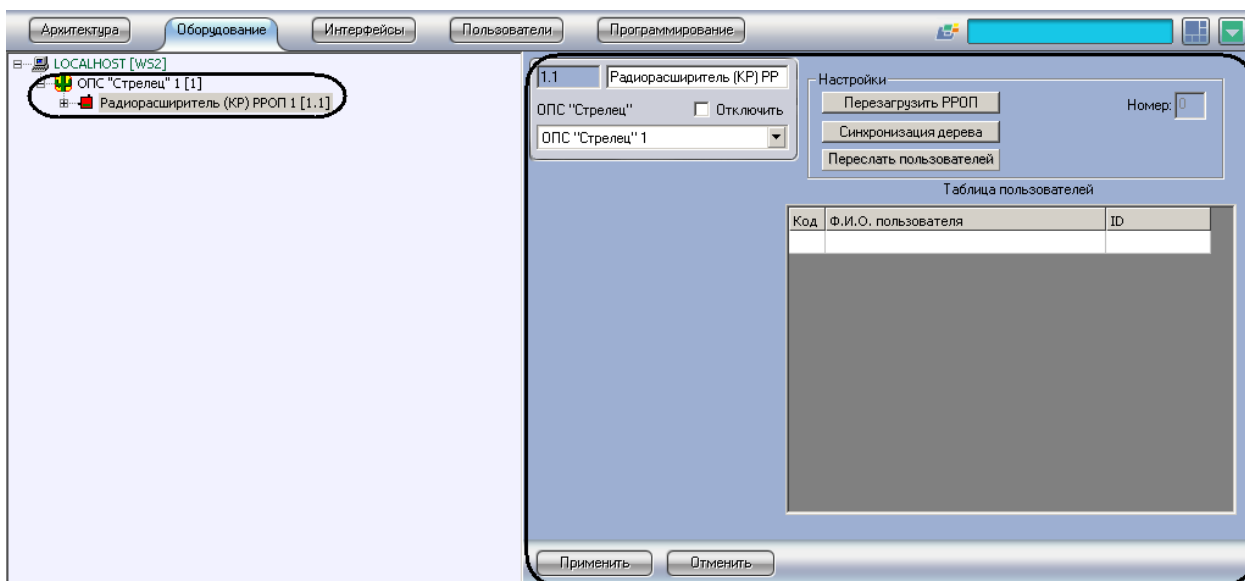 Архитектура Оборудование Интерфейсы Пользователи Программирование
LOCALHOST [WS2]
ОПС "Стрелец" 1 [1]
Радиорасширитель (КР) РРОП 1 [1.1]
1.1 Радиорасширитель (КР) РР
ОПС "Стрелец" Отключить
ОПС "Стрелец" 1
Настройки
Перезагрузить РРОП Номер: 0
Синхронизация дерева
Переслать пользователей
Таблица пользователей
Код Ф.И.О. пользователя ID
Применить Отменить